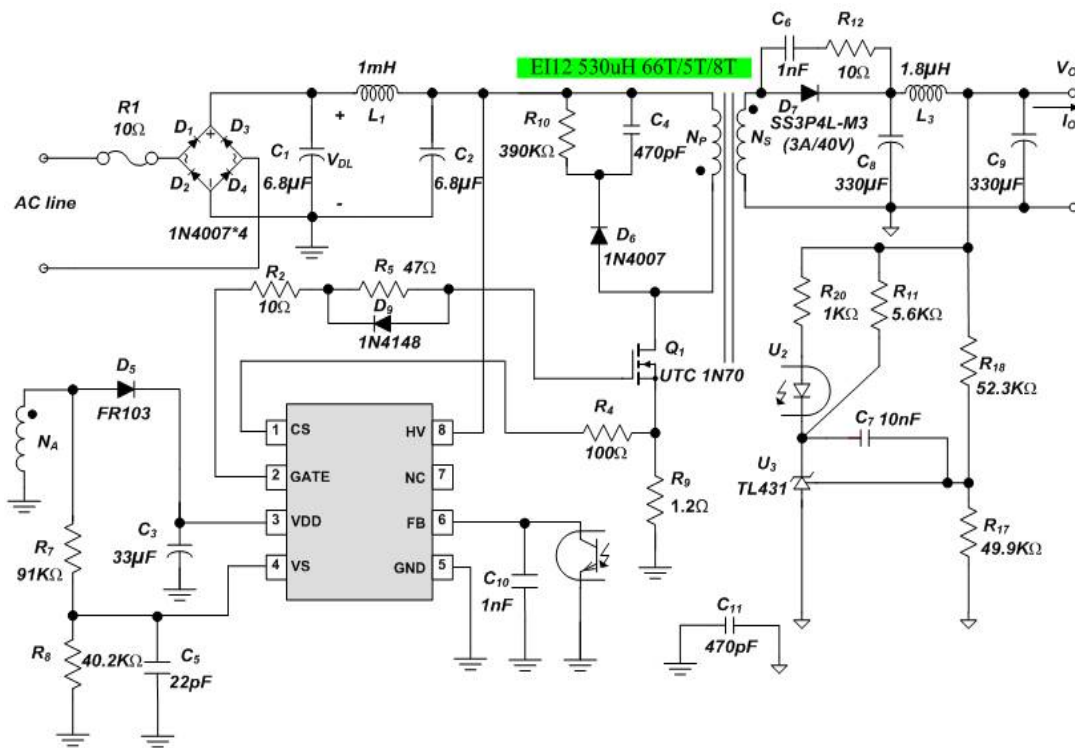 EI12 530uH 66T/5T/8T
C6
1nF
R12
10Ω
D7
SS3P4L-M3
(3A/40V)
1.8µH
L3
VO
IO
C8
330µF
C9
330µF
R1
10Ω
AC line
D1
D3
D2
D4
1N4007*4
+
VDL
-
C1
6.8µF
1mH
L1
C2
6.8µF
R10
390KΩ
C4
470pF
NP
NS
D6
1N4007
R2
10Ω
R5 47Ω
D9
1N4148
Q1
UTC 1N70
R4
100Ω
R9
1.2Ω
R20
1KΩ
R11
5.6KΩ
U2
R18
52.3KΩ
C7 10nF
U3
TL431
R17
49.9KΩ
D5
FR103
NA
R7
91KΩ
C3
33µF
R8
40.2KΩ
C5
22pF
1 CS
2 GATE
3 VDD
4 VS
HV 8
NC 7
FB 6
GND 5
C10
1nF
C11
470pF